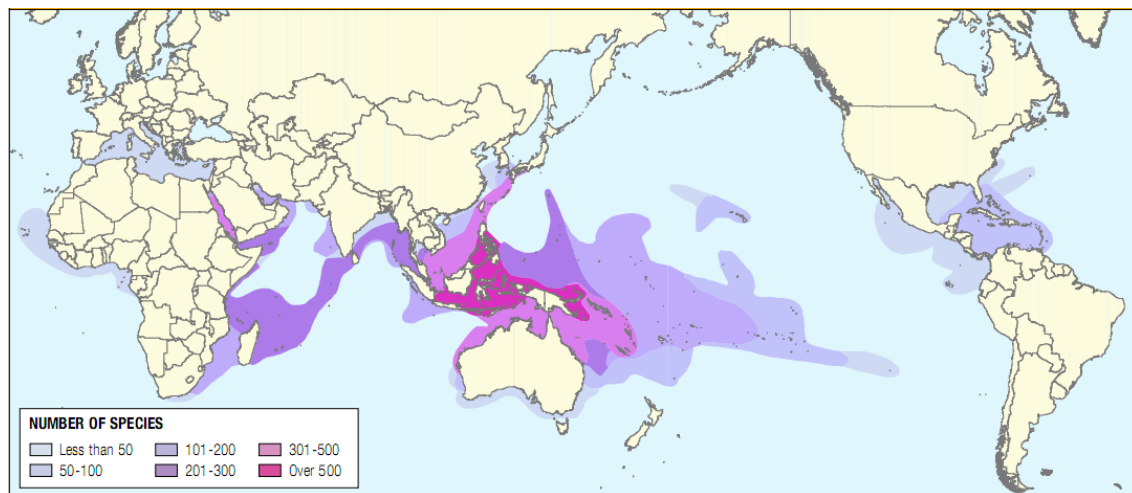 NUMBER OF SPECIES
Less than 50
101-200
301-500
50-100
201-300
Over 500